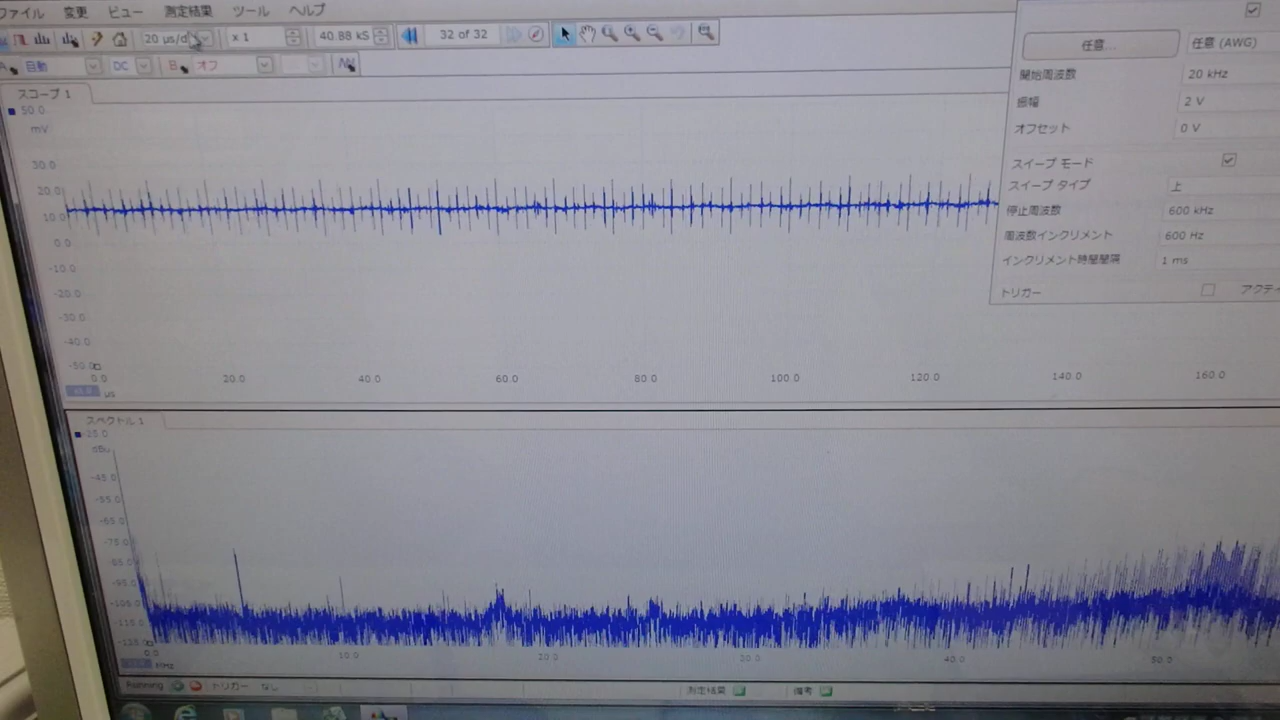 ファイル 変更 ビュー 測定結果 ツール ヘルプ
20 µs/d x 1 40.88 kS 32 of 32
A 自動 DC B オフ
スコープ 1
50.0
mV
30.0
20.0
10.0
0.0
-10.0
-20.0
-30.0
-40.0
-50.0
0.0 20.0 40.0 60.0 80.0 100.0 120.0 140.0 160.0
µs
任意... 任意 (AWG)
開始周波数 20 kHz
振幅 2 V
オフセット 0 V
スイープ モード
スイープ タイプ 上
停止周波数 600 kHz
周波数インクリメント 600 Hz
インクリメント時間間隔 1 ms
トリガー アクティ
スペクトル 1
-25.0
dBu
-45.0
-55.0
-65.0
-75.0
-85.0
-95.0
-105.0
-115.0
0.0 10.0 20.0 30.0 40.0 50.0
MHz
Running トリガー なし 測定結果 備考